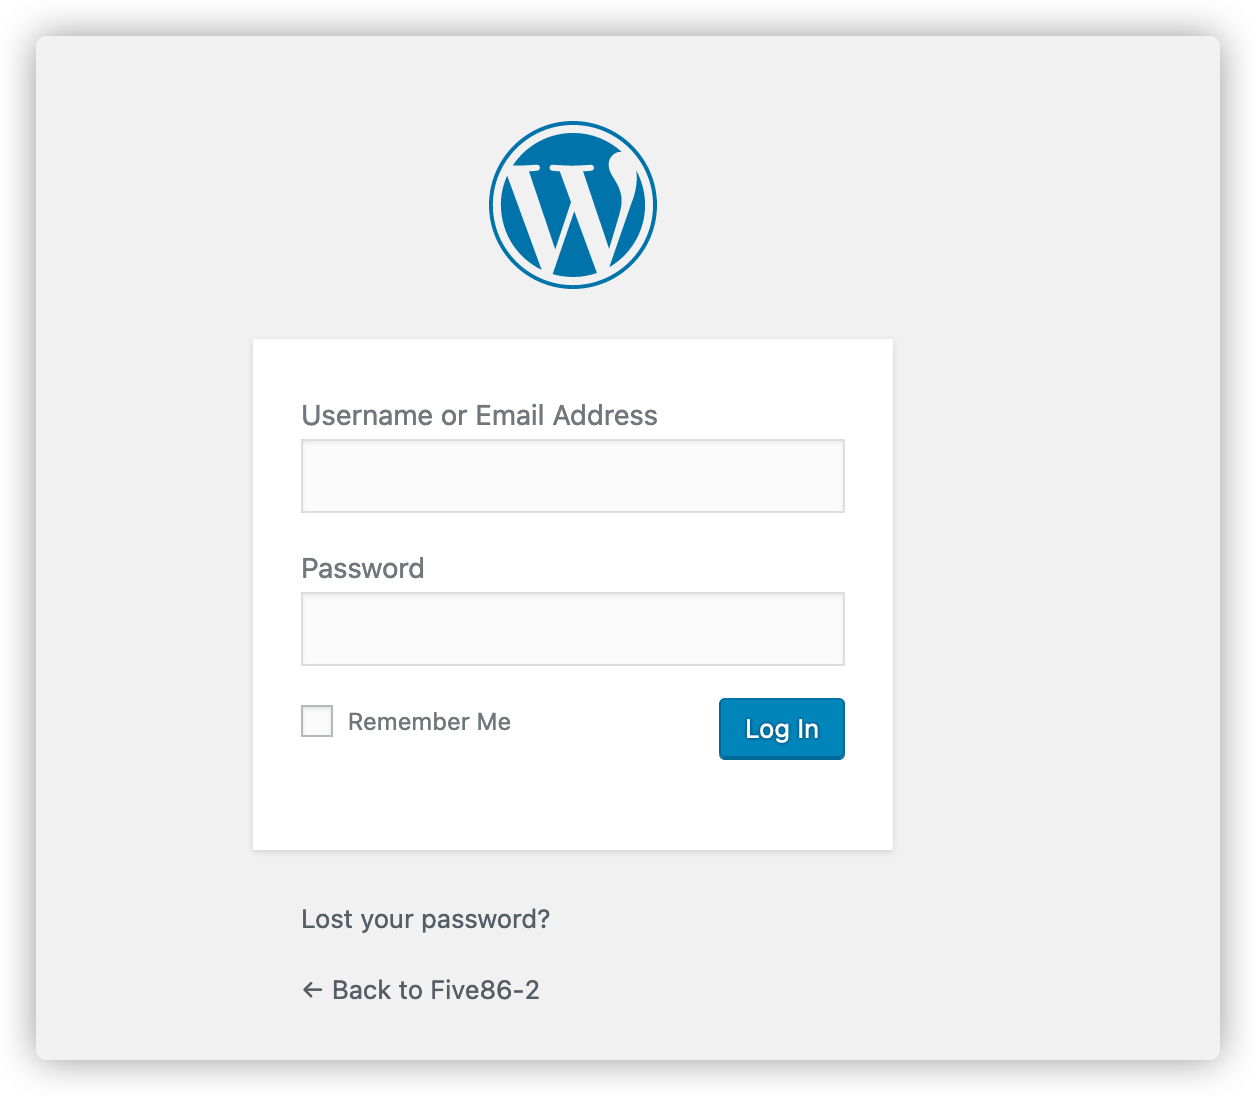 Username or Email Address
Password
Remember Me
Log In
Lost your password?
← Back to Five86-2